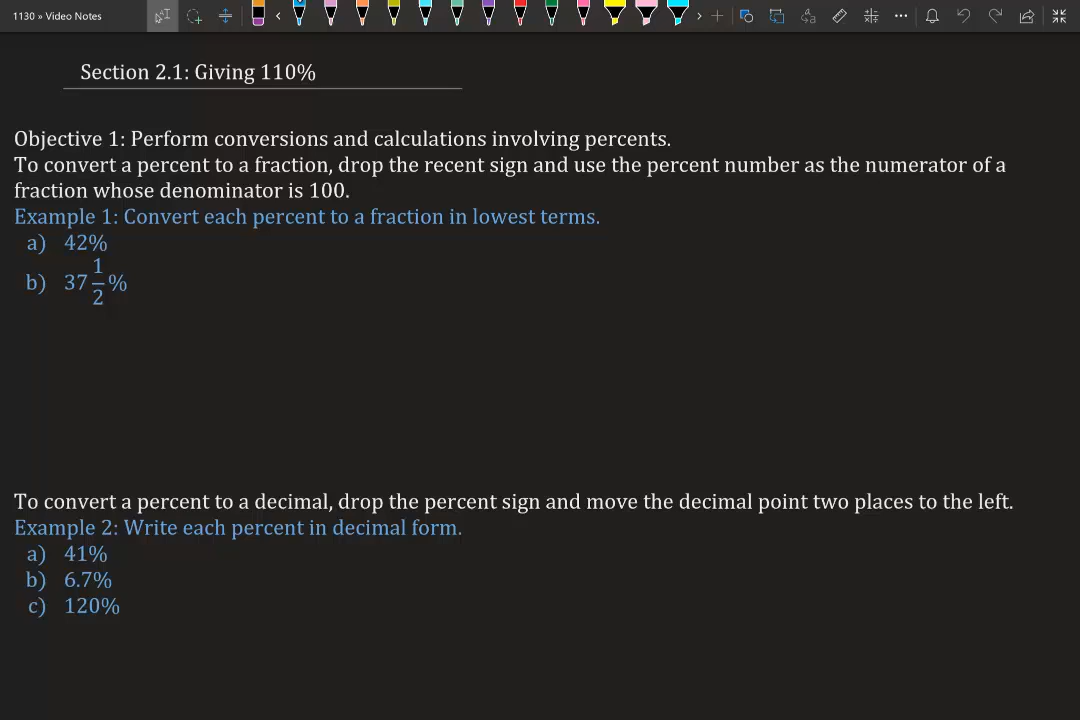 1130 » Video Notes
Section 2.1: Giving 110%
Objective 1: Perform conversions and calculations involving percents.
To convert a percent to a fraction, drop the recent sign and use the percent number as the numerator of a
fraction whose denominator is 100.
Example 1: Convert each percent to a fraction in lowest terms.
a) 42%
b) 37 1/2 %
To convert a percent to a decimal, drop the percent sign and move the decimal point two places to the left.
Example 2: Write each percent in decimal form.
a) 41%
b) 6.7%
c) 120%